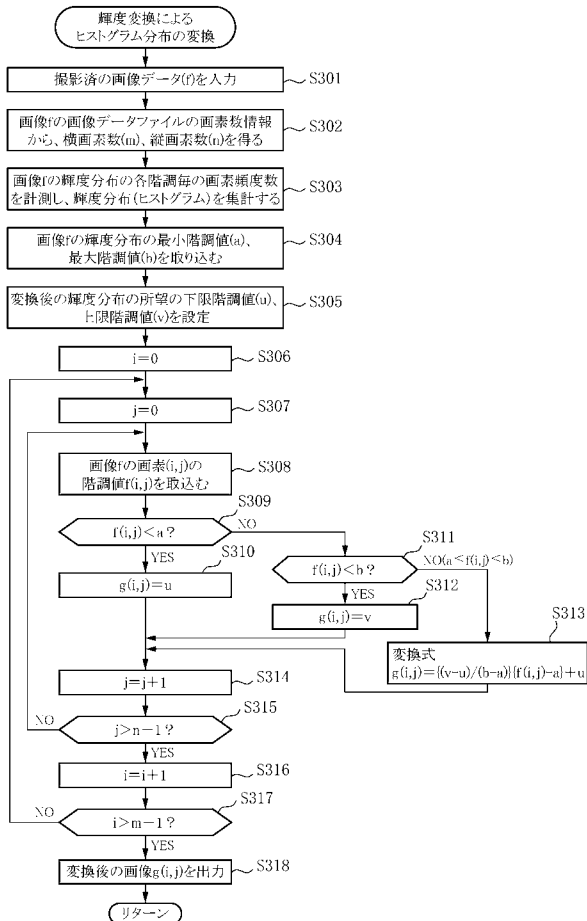 輝度変換による
ヒストグラム分布の変換
撮影済の画像データ(f)を入力
S301
画像fの画像データファイルの画素数情報
から、横画素数(m)、縦画素数(n)を得る
S302
画像fの輝度分布の各階調毎の画素頻度数
を計測し、輝度分布(ヒストグラム)を集計する
S303
画像fの輝度分布の最小階調値(a)、
最大階調値(b)を取り込む
S304
変換後の輝度分布の所望の下限階調値(u)、
上限階調値(v)を設定
S305
i=0
S306
j=0
S307
画像fの画素(i,j)の
階調値f(i,j)を取込む
S308
f(i,j)<a?
S309
NO
YES
g(i,j)=u
S310
f(i,j)<b?
S311
NO(a<f(i,j)<b)
YES
g(i,j)=v
S312
変換式
g(i,j)={(v-u)/(b-a)}{f(i,j)-a}+u
S313
j=j+1
S314
j>n-1?
S315
NO
YES
i=i+1
S316
i>m-1?
S317
NO
YES
変換後の画像g(i,j)を出力
S318
リターン